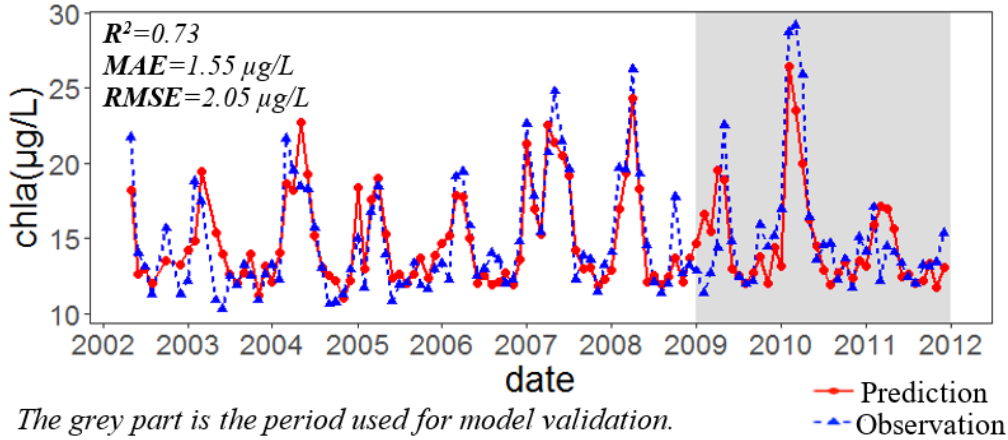 30
25
20
15
10
chla(μg/L)
R²=0.73
MAE=1.55 μg/L
RMSE=2.05 μg/L
2002 2003 2004 2005 2006 2007 2008 2009 2010 2011 2012
date
The grey part is the period used for model validation.
Prediction
Observation